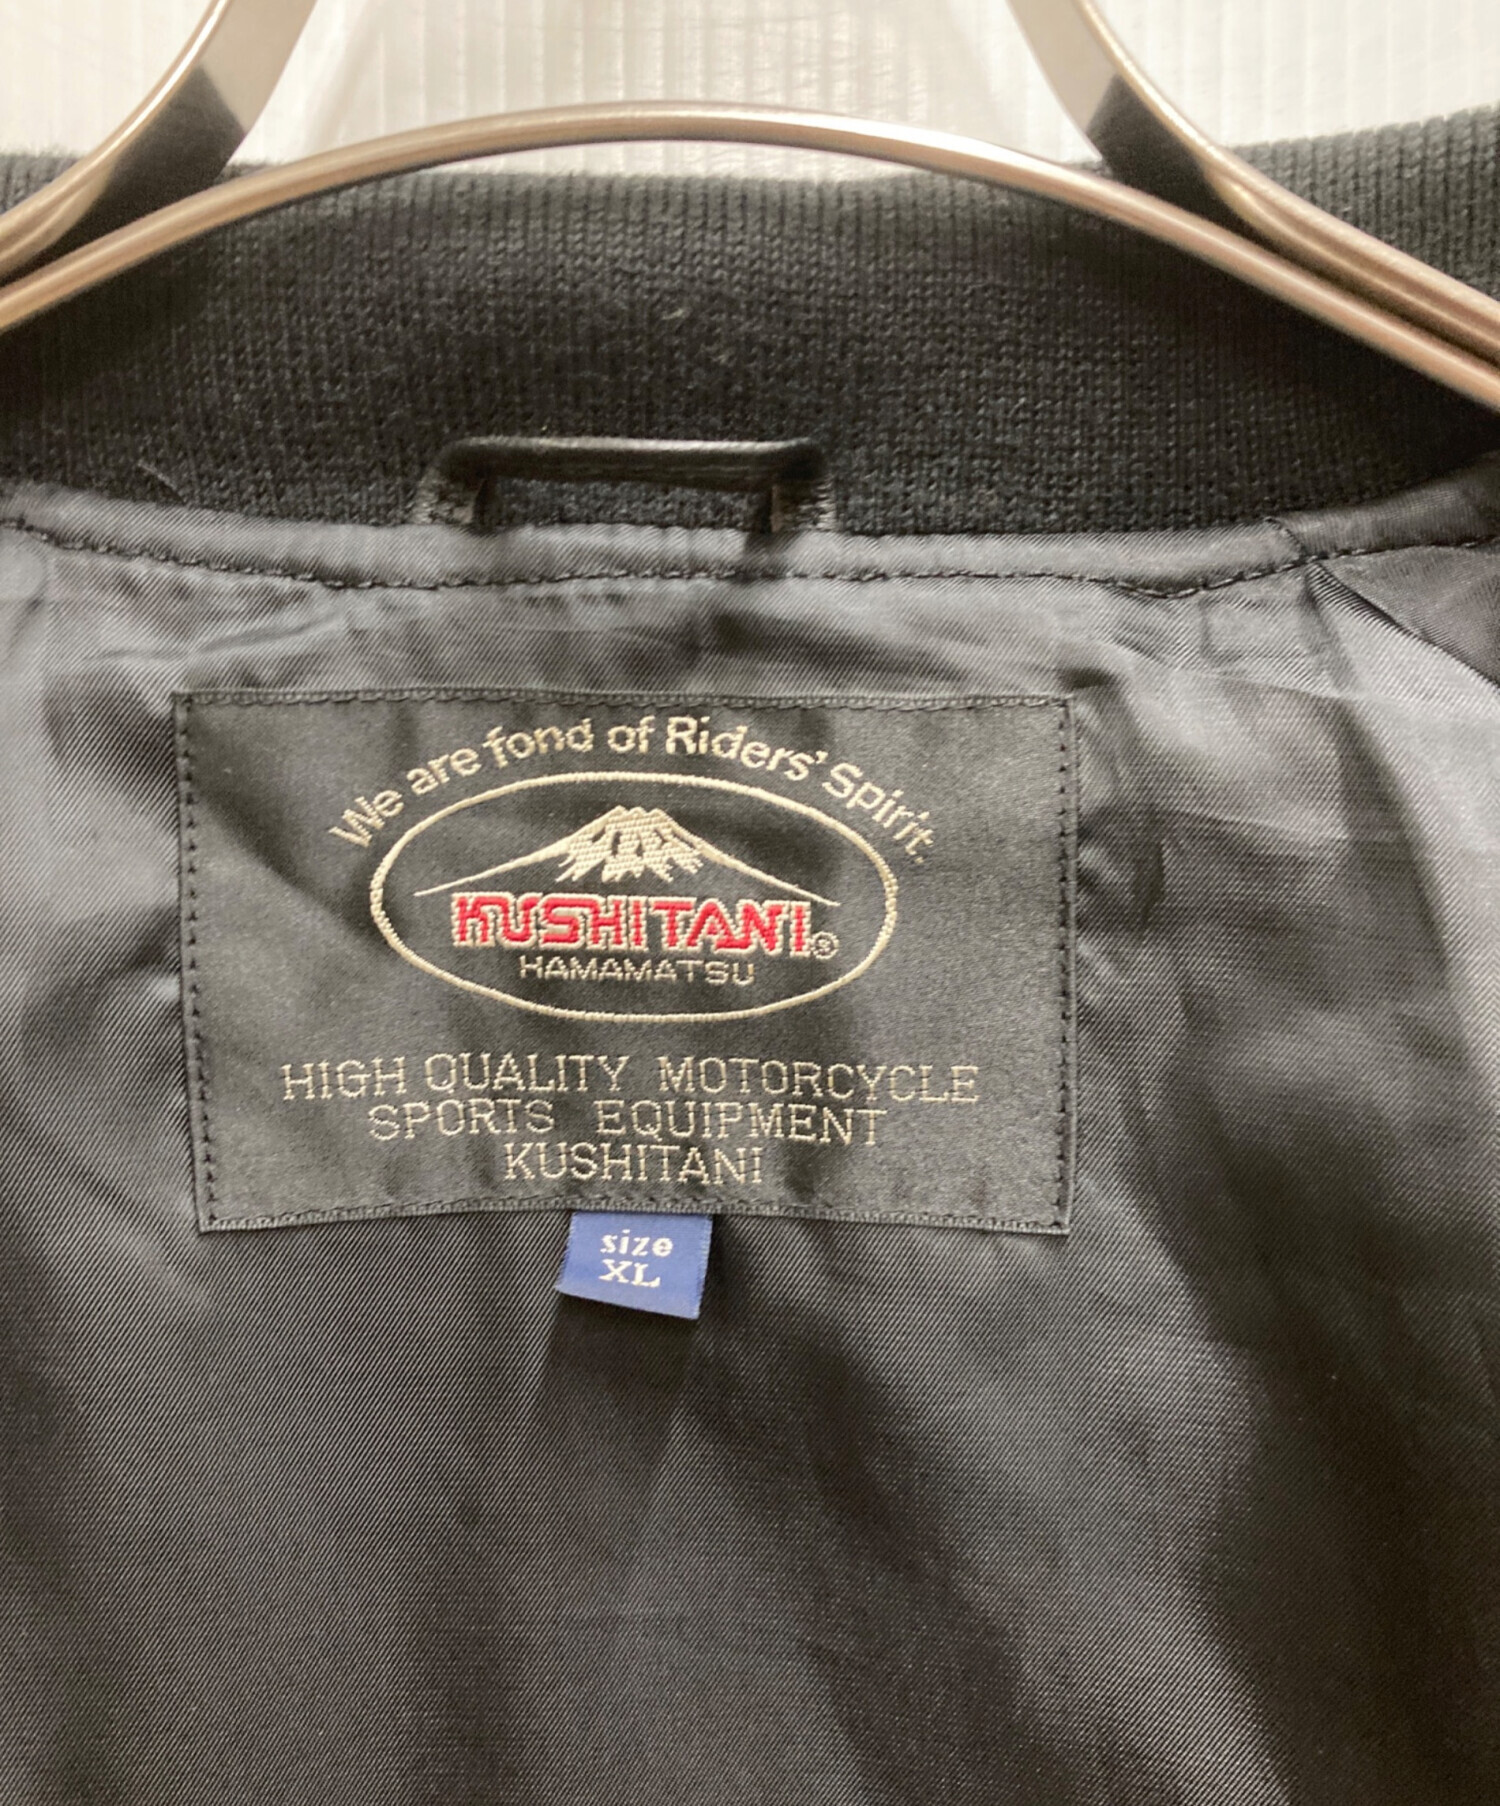 We are fond of Riders' Spirit.
KUSHITANI®
HAMAMATSU
HIGH QUALITY MOTORCYCLE
SPORTS EQUIPMENT
KUSHITANI
size
XL